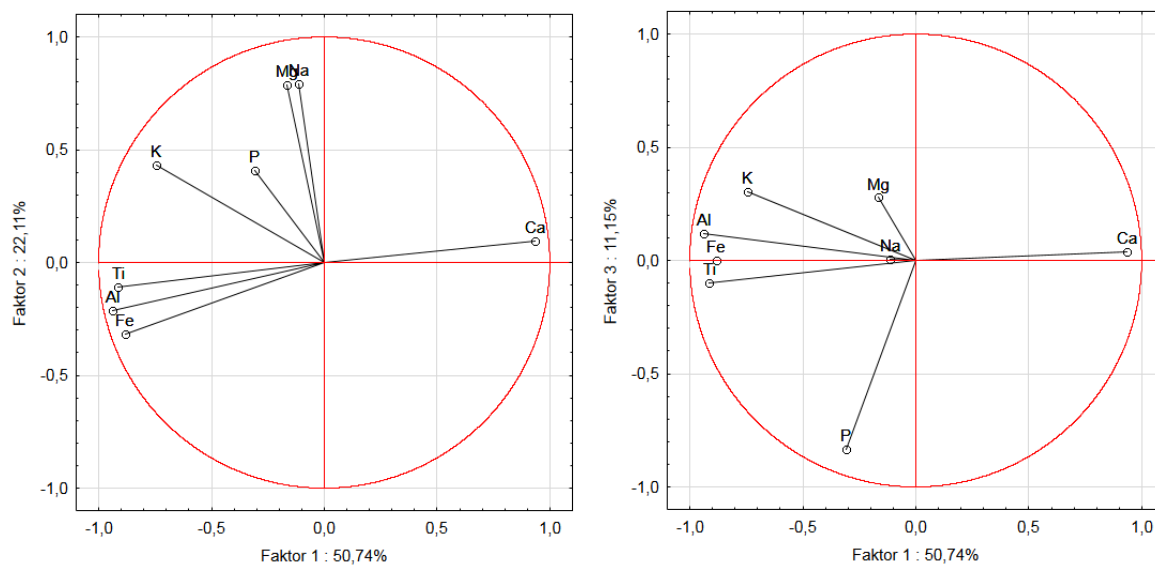 1,0
Mg Na
0,5
K
P
Ca
0,0
Ti
Al
Fe
-0,5
-1,0
-1,0 -0,5 0,0 0,5 1,0
Faktor 1 : 50,74%
Faktor 2 : 22,11%
1,0
0,5
K
Mg
Al
Fe
Na
Ca
0,0
Ti
-0,5
P
-1,0
-1,0 -0,5 0,0 0,5 1,0
Faktor 1 : 50,74%
Faktor 3 : 11,15%